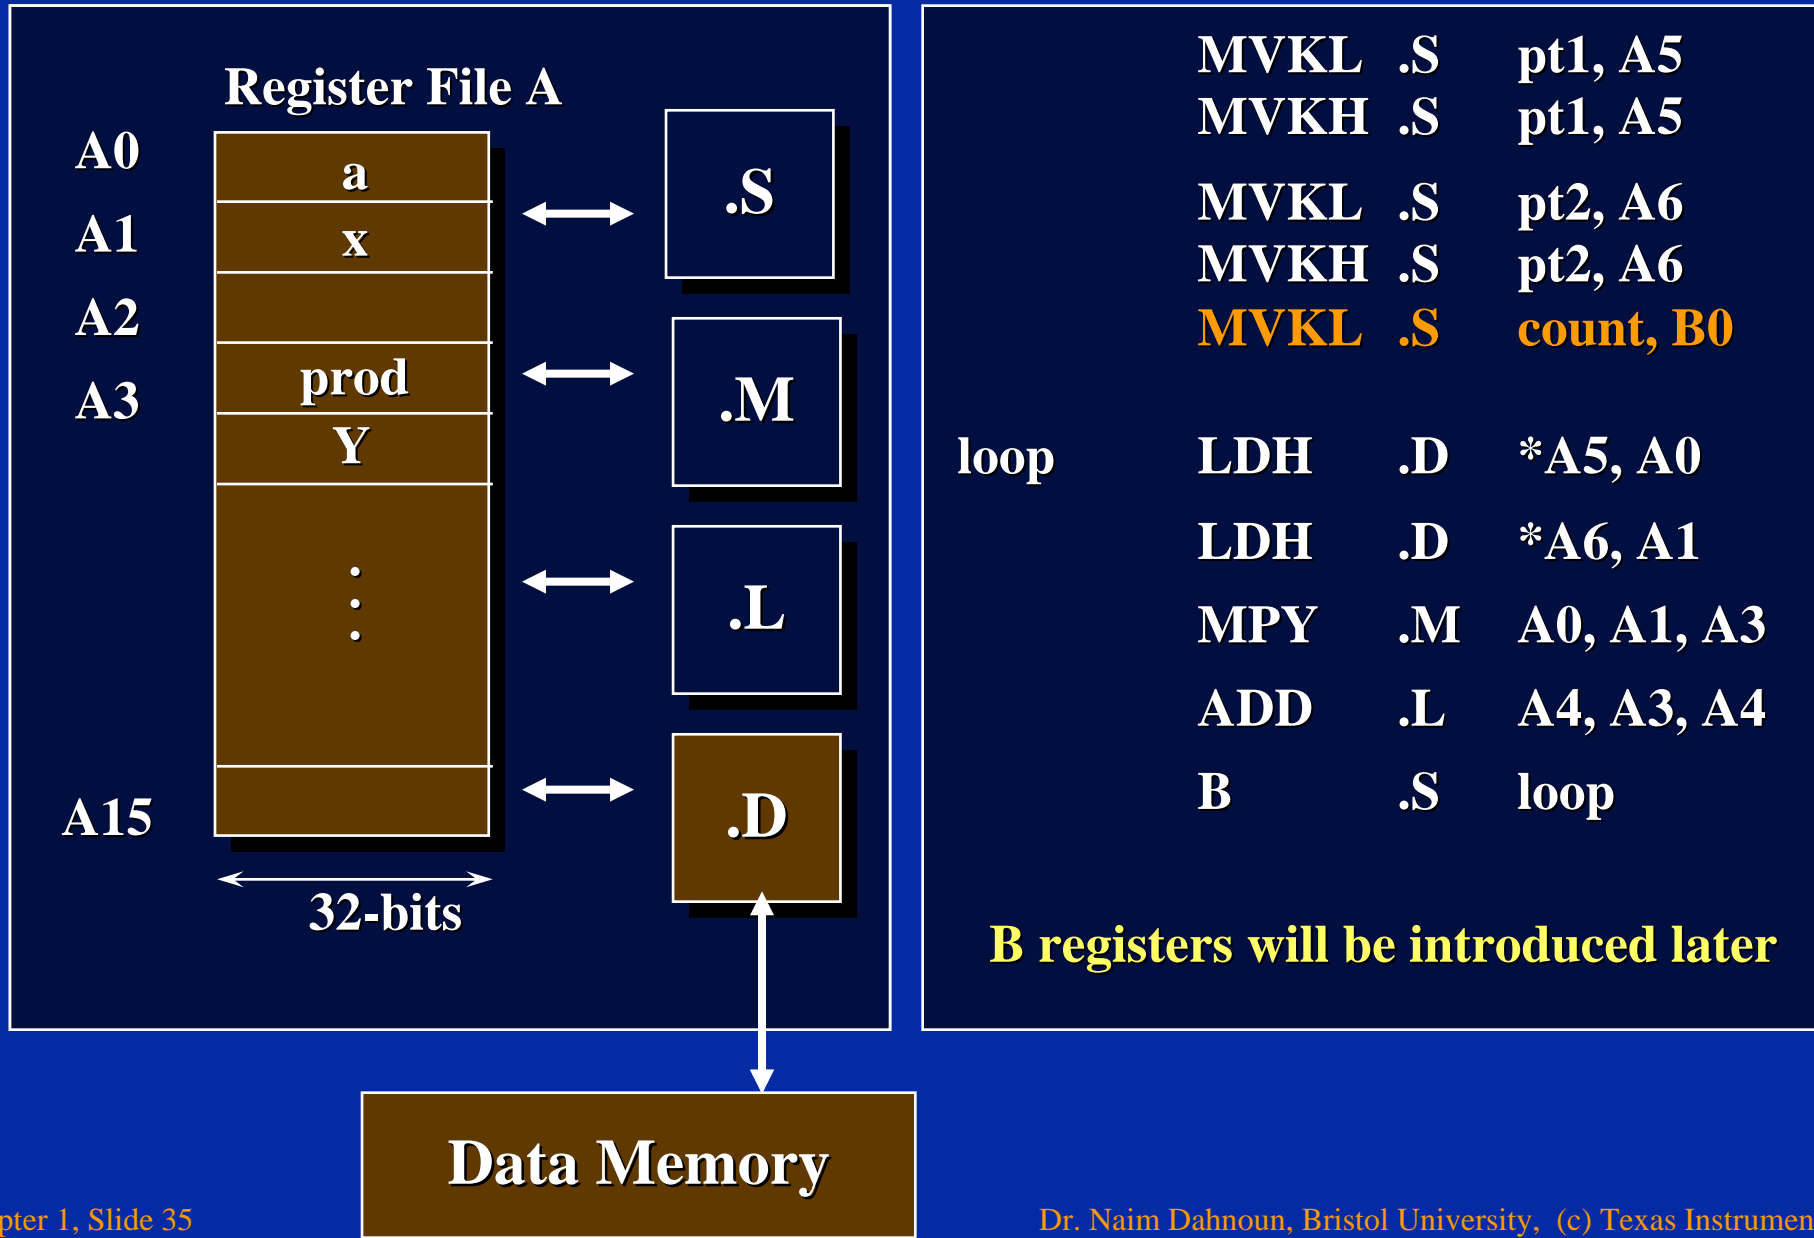 Register File A
A0
a
A1
x
A2
A3
prod
Y
:
.
A15
32-bits
.S
.M
.L
.D
Data Memory
MVKL .S pt1, A5
MVKH .S pt1, A5
MVKL .S pt2, A6
MVKH .S pt2, A6
MVKL .S count, B0
loop LDH .D *A5, A0
LDH .D *A6, A1
MPY .M A0, A1, A3
ADD .L A4, A3, A4
B .S loop
B registers will be introduced later
pter 1, Slide 35
Dr. Naim Dahnoun, Bristol University, (c) Texas Instrumen